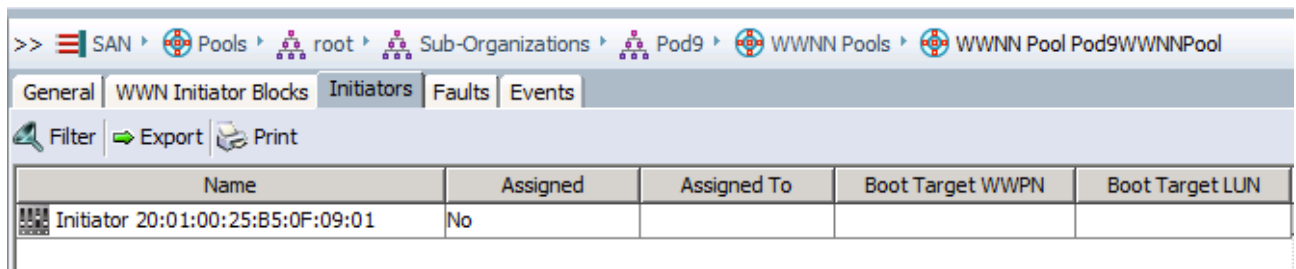 >> SAN Pools root Sub-Organizations Pod9 WWNN Pools WWNN Pool Pod9WWNNPool
General WWN Initiator Blocks Initiators Faults Events
Filter Export Print
Name Assigned Assigned To Boot Target WWPN Boot Target LUN
Initiator 20:01:00:25:B5:0F:09:01 No